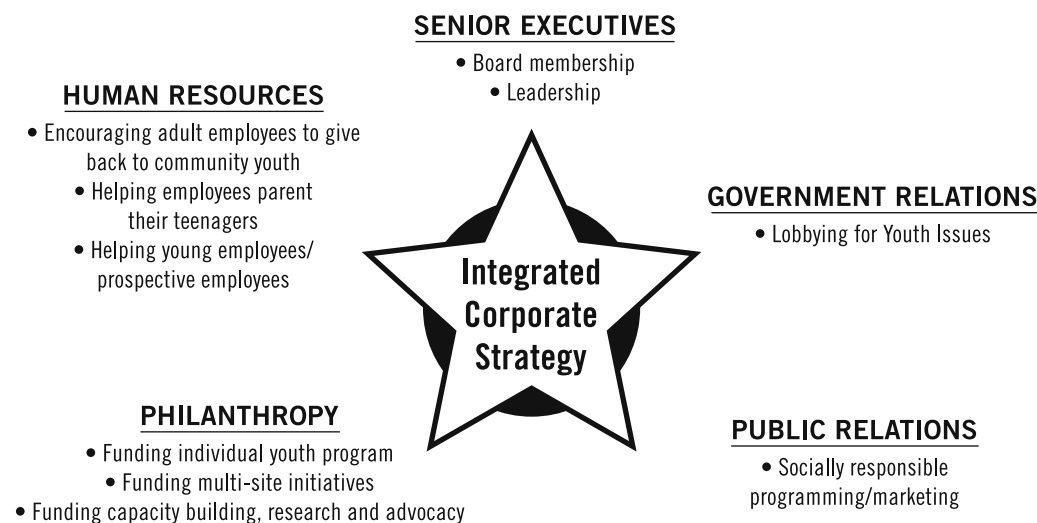 SENIOR EXECUTIVES
• Board membership
• Leadership
HUMAN RESOURCES
• Encouraging adult employees to give
back to community youth
• Helping employees parent
their teenagers
• Helping young employees/
prospective employees
GOVERNMENT RELATIONS
• Lobbying for Youth Issues
Integrated
Corporate
Strategy
PHILANTHROPY
• Funding individual youth program
• Funding multi-site initiatives
• Funding capacity building, research and advocacy
PUBLIC RELATIONS
• Socially responsible
programming/marketing